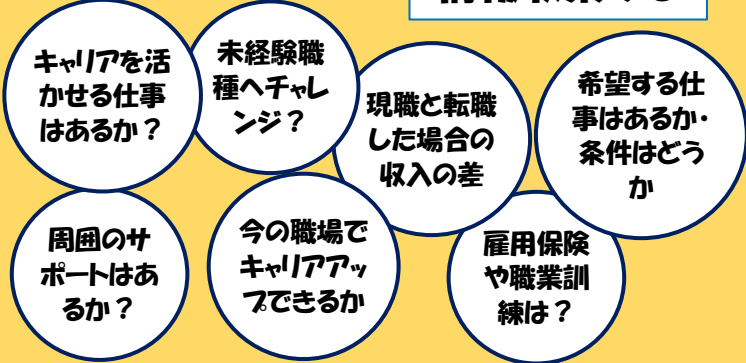 キャリアを活
かせる仕事
はあるか？
未経験職
種へチャレ
ンジ？
現職と転職
した場合の
収入の差
希望する仕
事はあるか・
条件はどう
か
周囲のサ
ポートはあ
るか？
今の職場で
キャリアアッ
プできるか
雇用保険
や職業訓
練は？